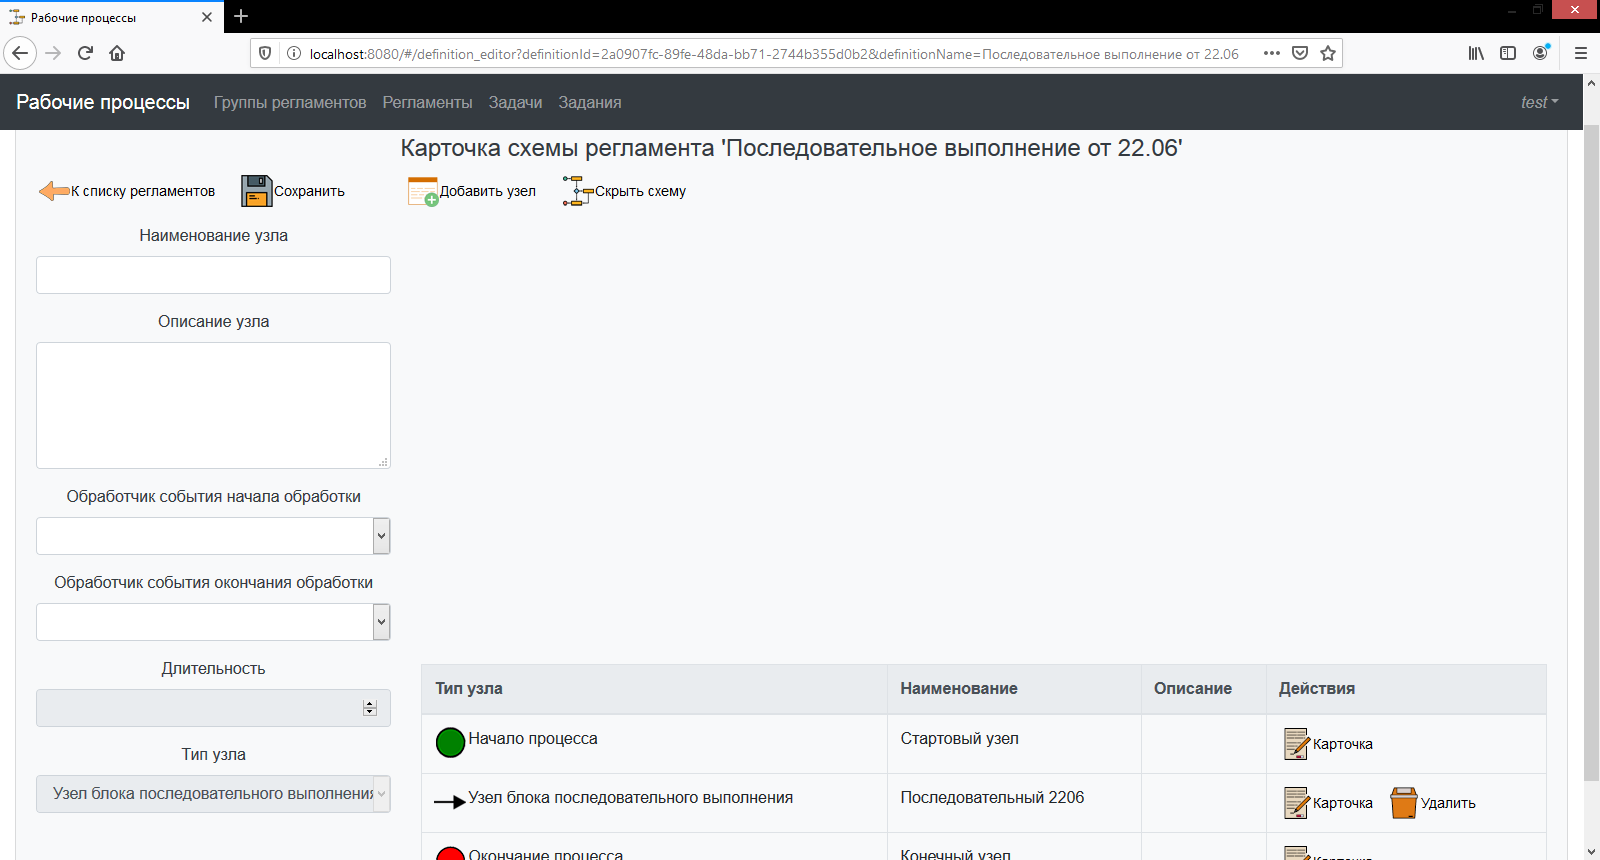 Рабочие процессы
localhost:8080/#/definition_editor?definitionId=2a0907fc-89fe-48da-bb71-2744b355d0b2&definitionName=Последовательное выполнение от 22.06
Рабочие процессы Группы регламентов Регламенты Задачи Задания test
Карточка схемы регламента 'Последовательное выполнение от 22.06'
К списку регламентов Сохранить Добавить узел Скрыть схему
Наименование узла
Описание узла
Обработчик события начала обработки
Обработчик события окончания обработки
Длительность
Тип узла
Узел блока последовательного выполнения
Тип узла Наименование Описание Действия
Начало процесса Стартовый узел Карточка
Узел блока последовательного выполнения Последовательный 2206 Карточка Удалить
Окончание процесса Конечный узел Карточка